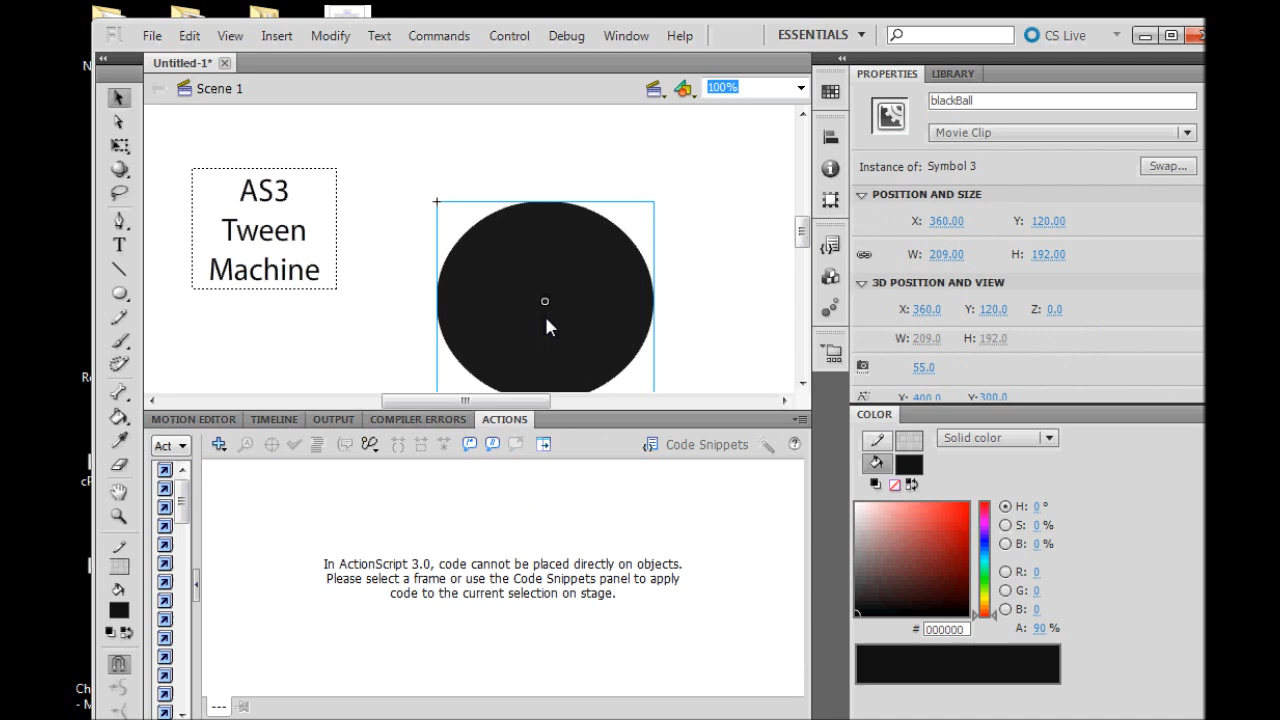 Fl File Edit View Insert Modify Text Commands Control Debug Window Help ESSENTIALS CS Live
Untitled-1*
Scene 1 100%
AS3
Tween
Machine
PROPERTIES LIBRARY
blackBall
Movie Clip
Instance of: Symbol 3 Swap...
POSITION AND SIZE
X: 360.00 Y: 120.00
W: 209.00 H: 192.00
3D POSITION AND VIEW
X: 360.0 Y: 120.0 Z: 0.0
W: 209.0 H: 192.0
55.0
X: 400.0 Y: 300.0
MOTION EDITOR TIMELINE OUTPUT COMPILER ERRORS ACTIONS
Act Code Snippets
In ActionScript 3.0, code cannot be placed directly on objects.
Please select a frame or use the Code Snippets panel to apply
code to the current selection on stage.
COLOR
Solid color
H: 0 °
S: 0 %
B: 0 %
R: 0
G: 0
B: 0
# 000000 A: 90 %
---